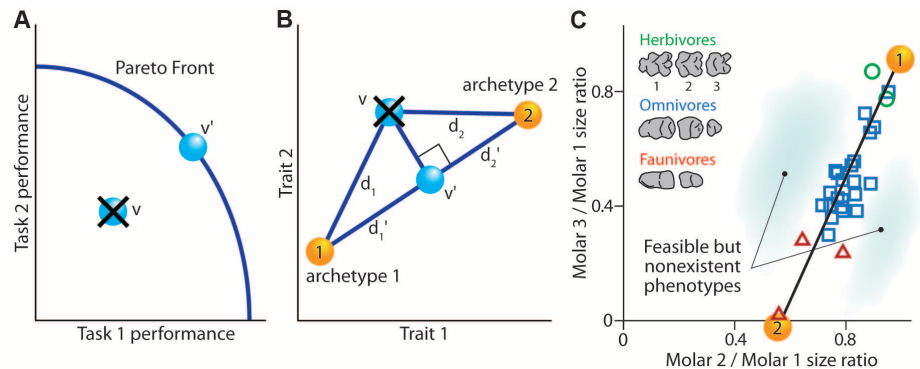 A
Task 2 performance
Pareto Front
v'
v
Task 1 performance
B
Trait 2
v
archetype 2
2
d2
d2'
v'
d1
d1'
1
archetype 1
Trait 1
C
Molar 3 / Molar 1 size ratio
Herbivores
1 2 3
Omnivores
Faunivores
1
0.8
0.4
Feasible but
nonexistent
phenotypes
0
2
0 0.4 0.8
Molar 2 / Molar 1 size ratio